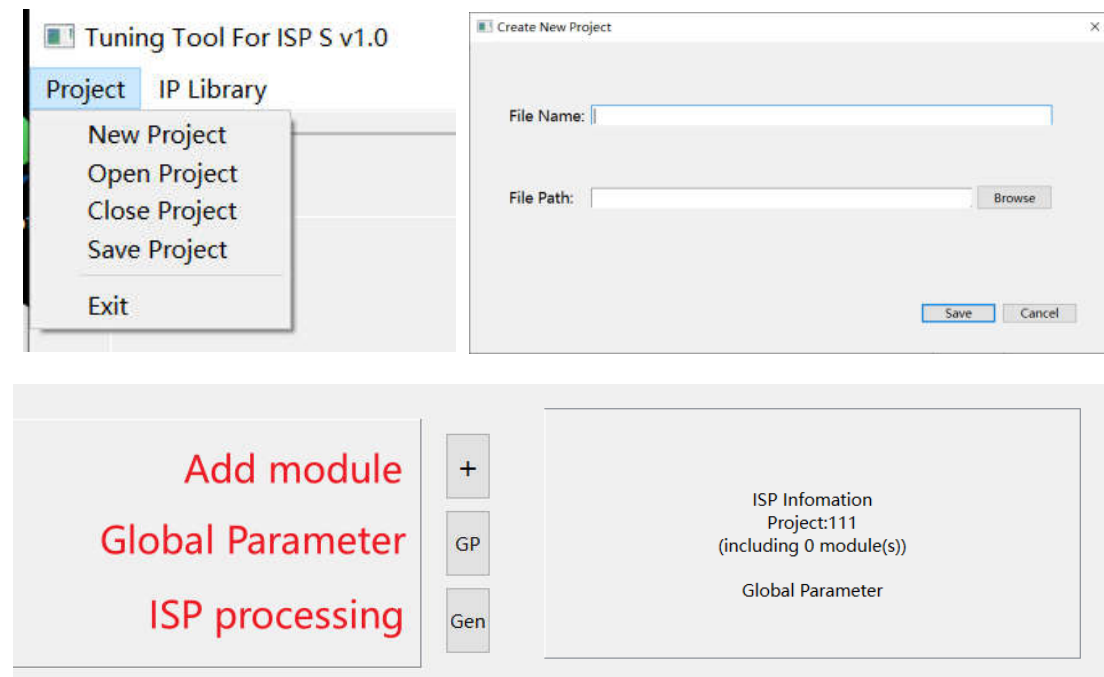 Tuning Tool For ISP S v1.0
Project IP Library
New Project
Open Project
Close Project
Save Project
Exit
Create New Project
File Name:
File Path:
Browse
Save Cancel
Add module +
Global Parameter GP
ISP processing Gen
ISP Infomation
Project:111
(including 0 module(s))
Global Parameter